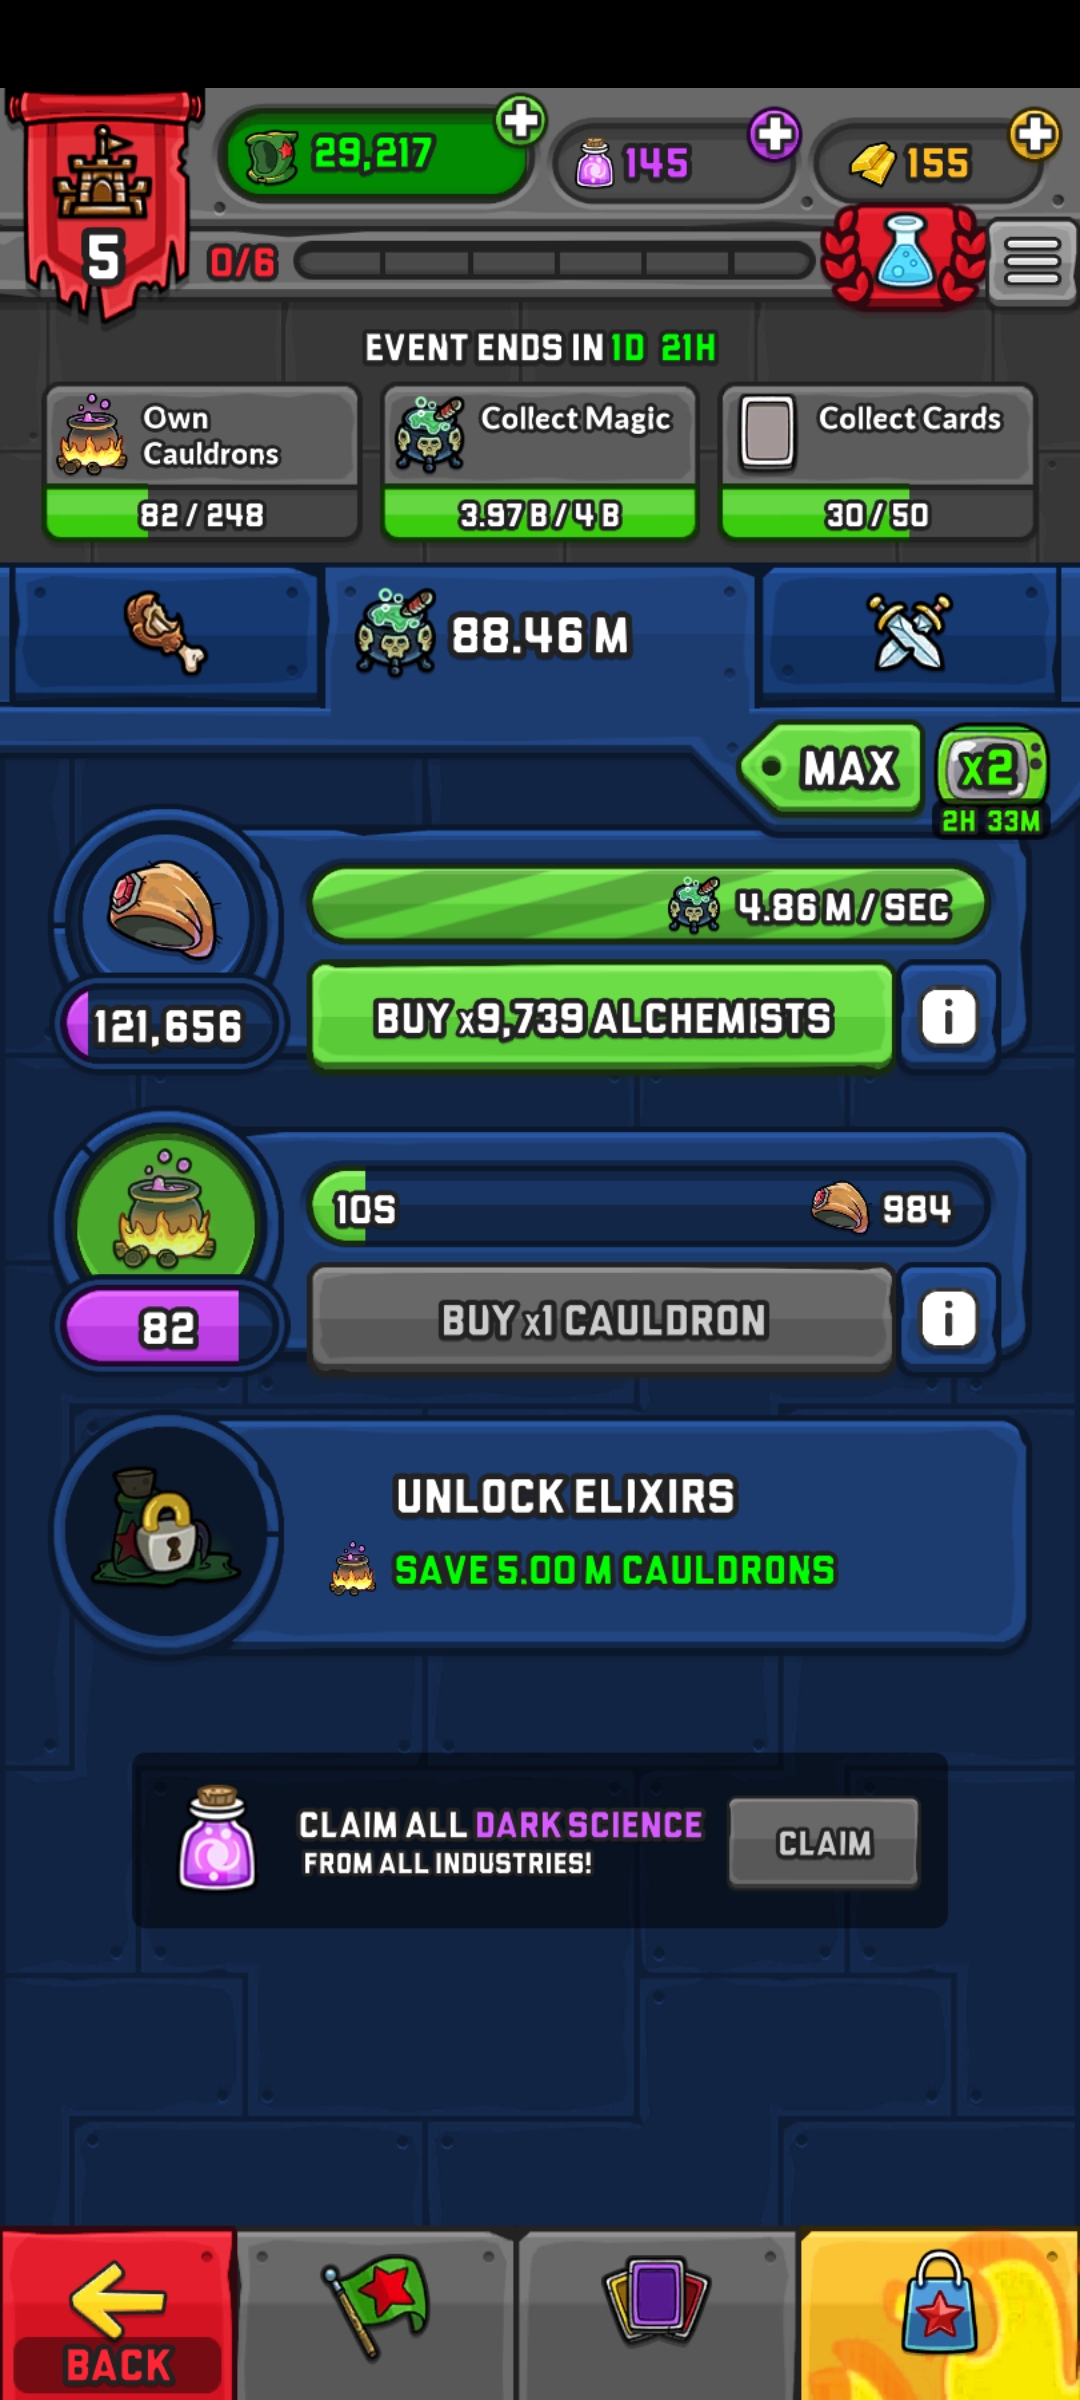 29,217
145
155
5
0/6
EVENT ENDS IN 1D 21H
Own
Cauldrons
82 / 248
Collect Magic
3.97 B / 4 B
Collect Cards
30 / 50
88.46 M
MAX
x2
2H 33M
4.86 M / SEC
121,656
BUY x9,739 ALCHEMISTS
i
10S
984
82
BUY x1 CAULDRON
i
UNLOCK ELIXIRS
SAVE 5.00 M CAULDRONS
CLAIM ALL DARK SCIENCE
FROM ALL INDUSTRIES!
CLAIM
BACK